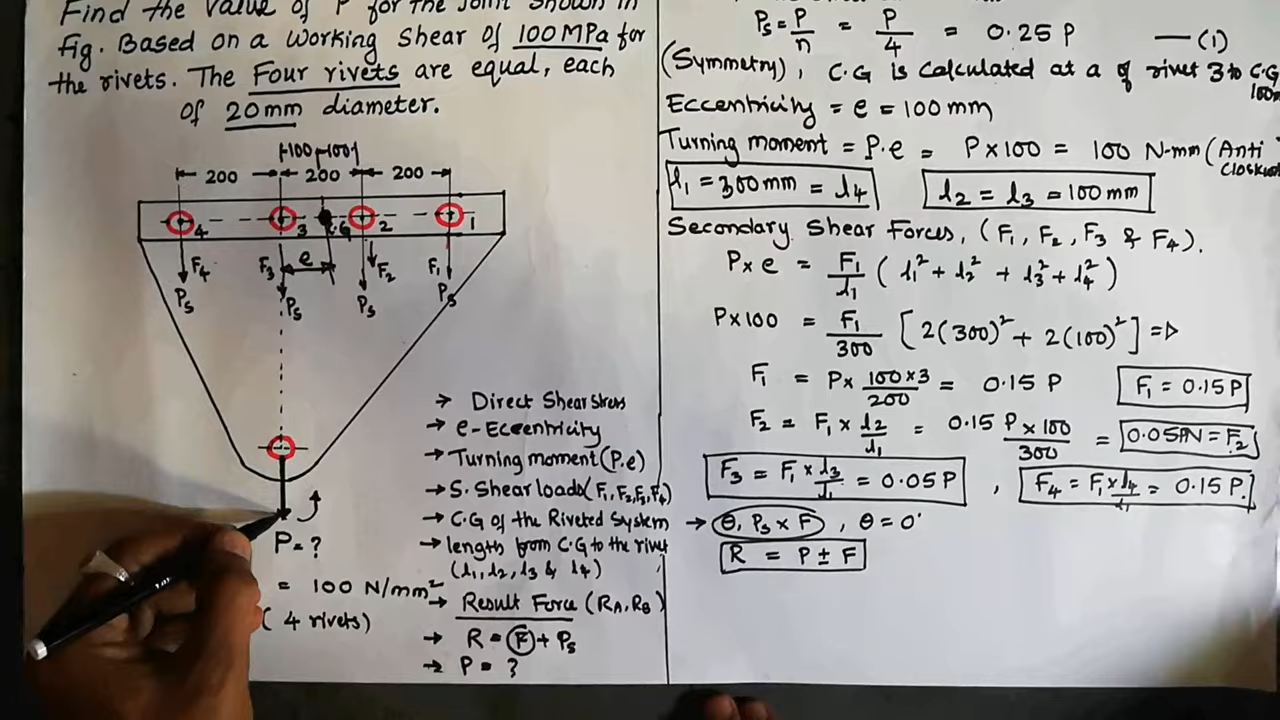 Find the value of P for the joint shown in
fig. Based on a working shear of 100MPa for
the rivets. The Four rivets are equal, each
of 20mm diameter.
100 100
200 200 200
4 3 C.G 2 1
F4 F3 e F2 F1
Ps Ps Ps Ps
P = ?
= 100 N/mm²
( 4 rivets)
→ Direct Shear Stress
→ e - Eccentricity
→ Turning moment (P.e)
→ S. Shear loads (F1, F2, F3, F4)
→ C.G of the Riveted System
→ length from C.G to the rivet
(l1, l2, l3 & l4)
→ Result Force (RA, RB)
→ R = F + Ps
→ P = ?
Ps = P/n = P/4 = 0.25 P — (1)
(Symmetry), C.G is calculated at a of rivet 3 to C.G
Eccentricity = e = 100 mm
Turning moment = P.e = P×100 = 100 N-mm (Anti
l1 = 300mm = l4 l2 = l3 = 100 mm
Secondary Shear Forces, (F1, F2, F3 & F4).
P×e = F1/l1 (l1² + l2² + l3² + l4²)
P×100 = F1/300 [2(300)² + 2(100)²] ⇒
F1 = P× 100×3/200 = 0.15 P F1 = 0.15P
F2 = F1 × l2/l1 = 0.15 P×100/300 = 0.05PN = F2
F3 = F1 × l3/l1 = 0.05P , F4 = F1 × l4/l1 = 0.15P.
→ θ, Ps × F , θ = 0°
R = P ± F